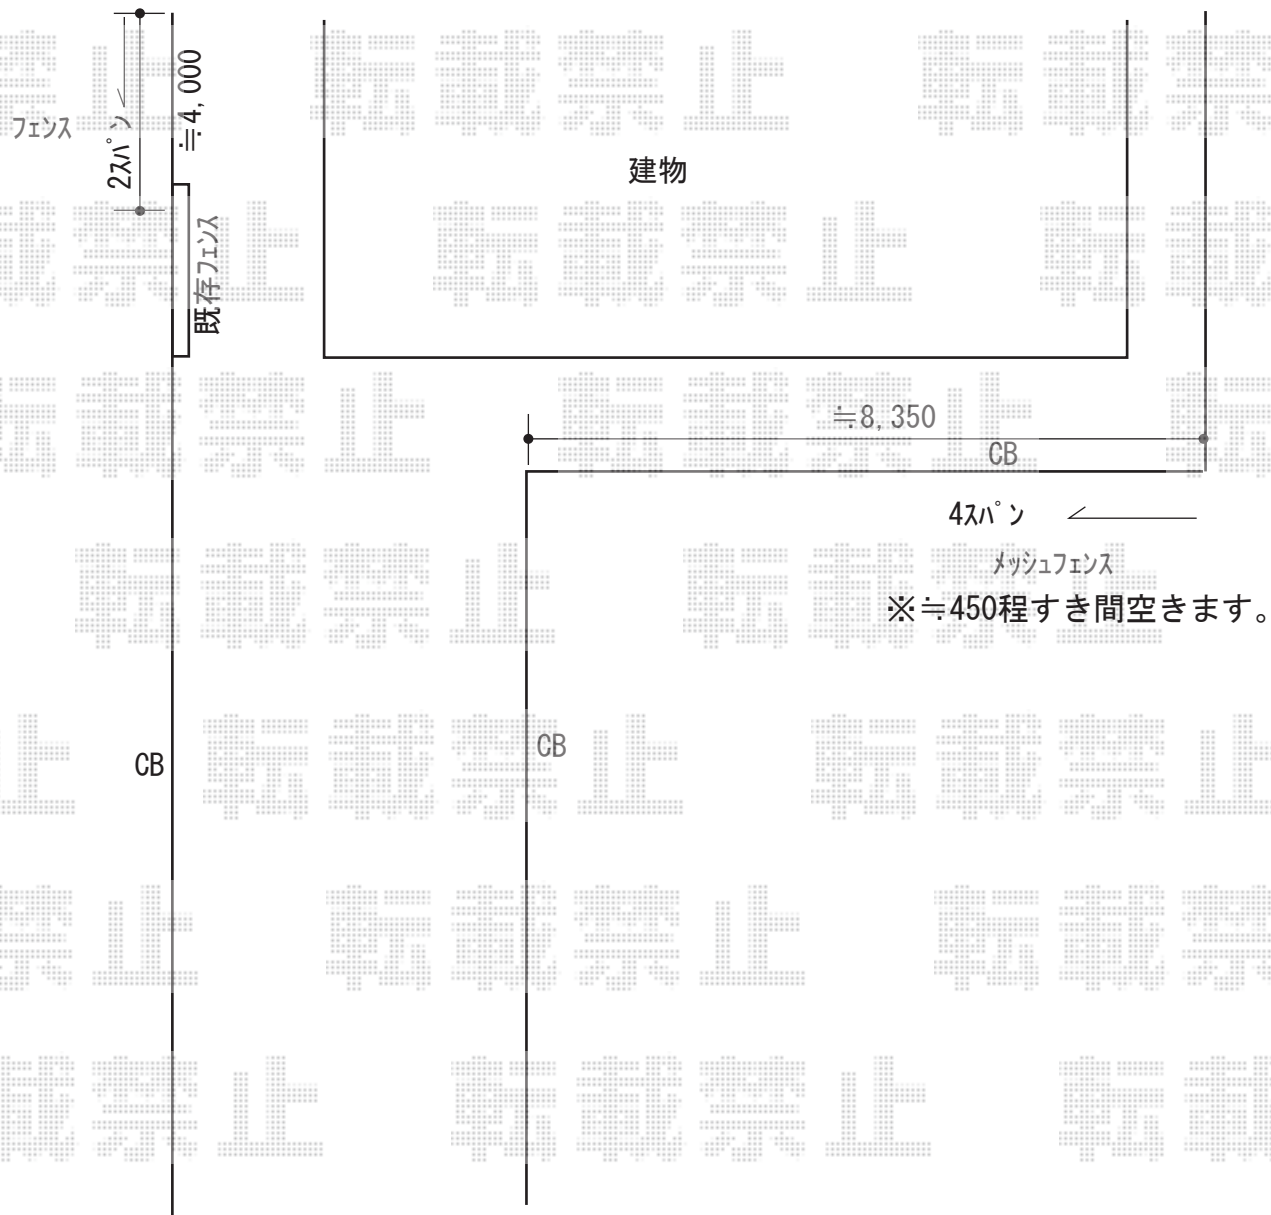 ≒4,000
フェンス
2スパン
建物
既存フェンス
≒8,350
CB
4スパン
メッシュフェンス
※≒450程すき間空きます。
CB
CB
転載禁止